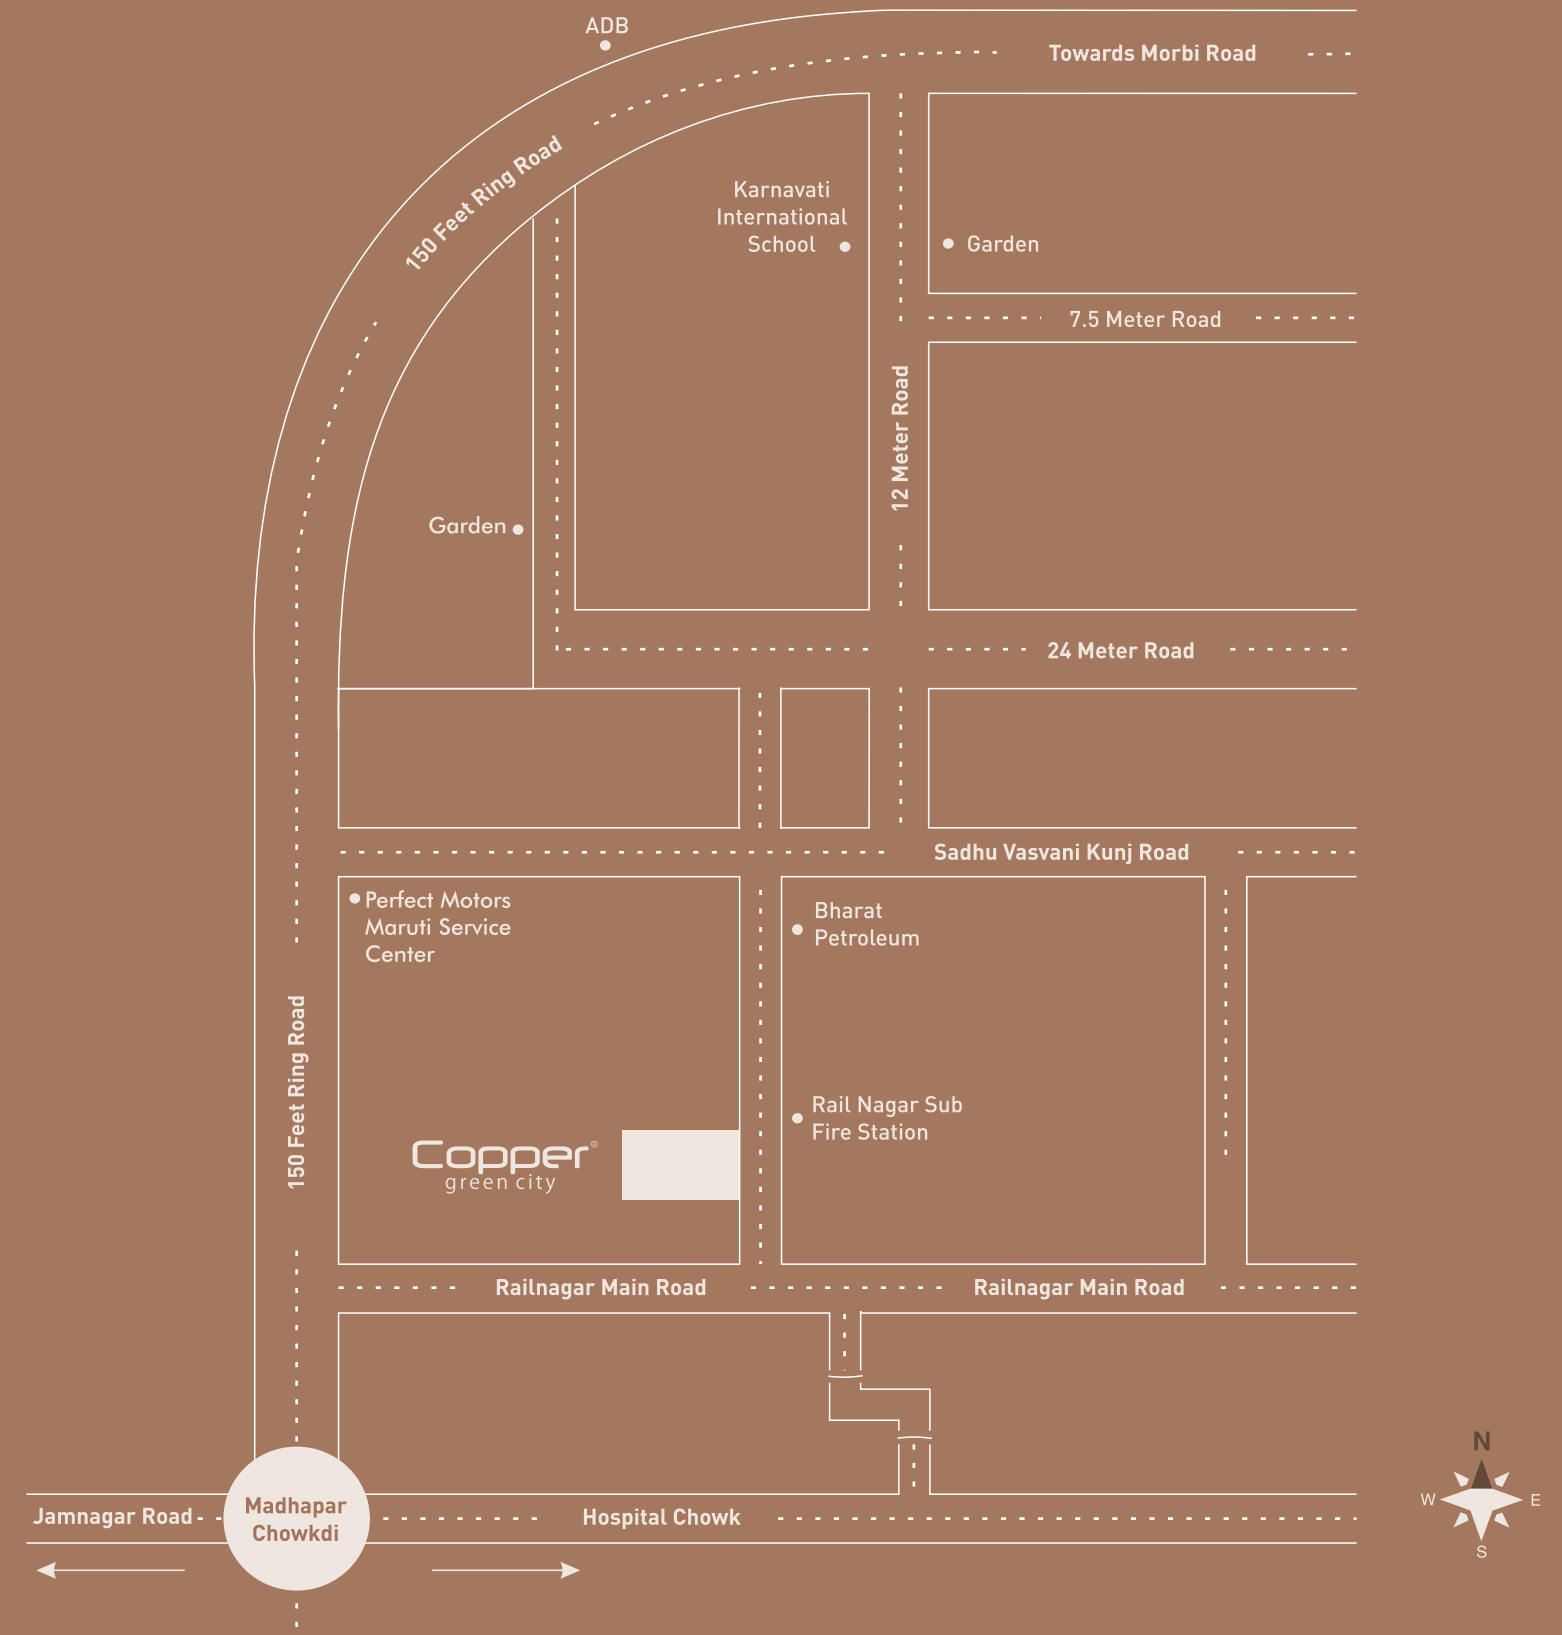 ADB
Towards Morbi Road
150 Feet Ring Road
Karnavati
International
School
Garden
7.5 Meter Road
12 Meter Road
Garden
24 Meter Road
Sadhu Vasvani Kunj Road
Perfect Motors
Maruti Service
Center
Bharat
Petroleum
150 Feet Ring Road
Rail Nagar Sub
Fire Station
Copper®
green city
Railnagar Main Road
Railnagar Main Road
N
W
E
S
Jamnagar Road
Madhapar
Chowkdi
Hospital Chowk